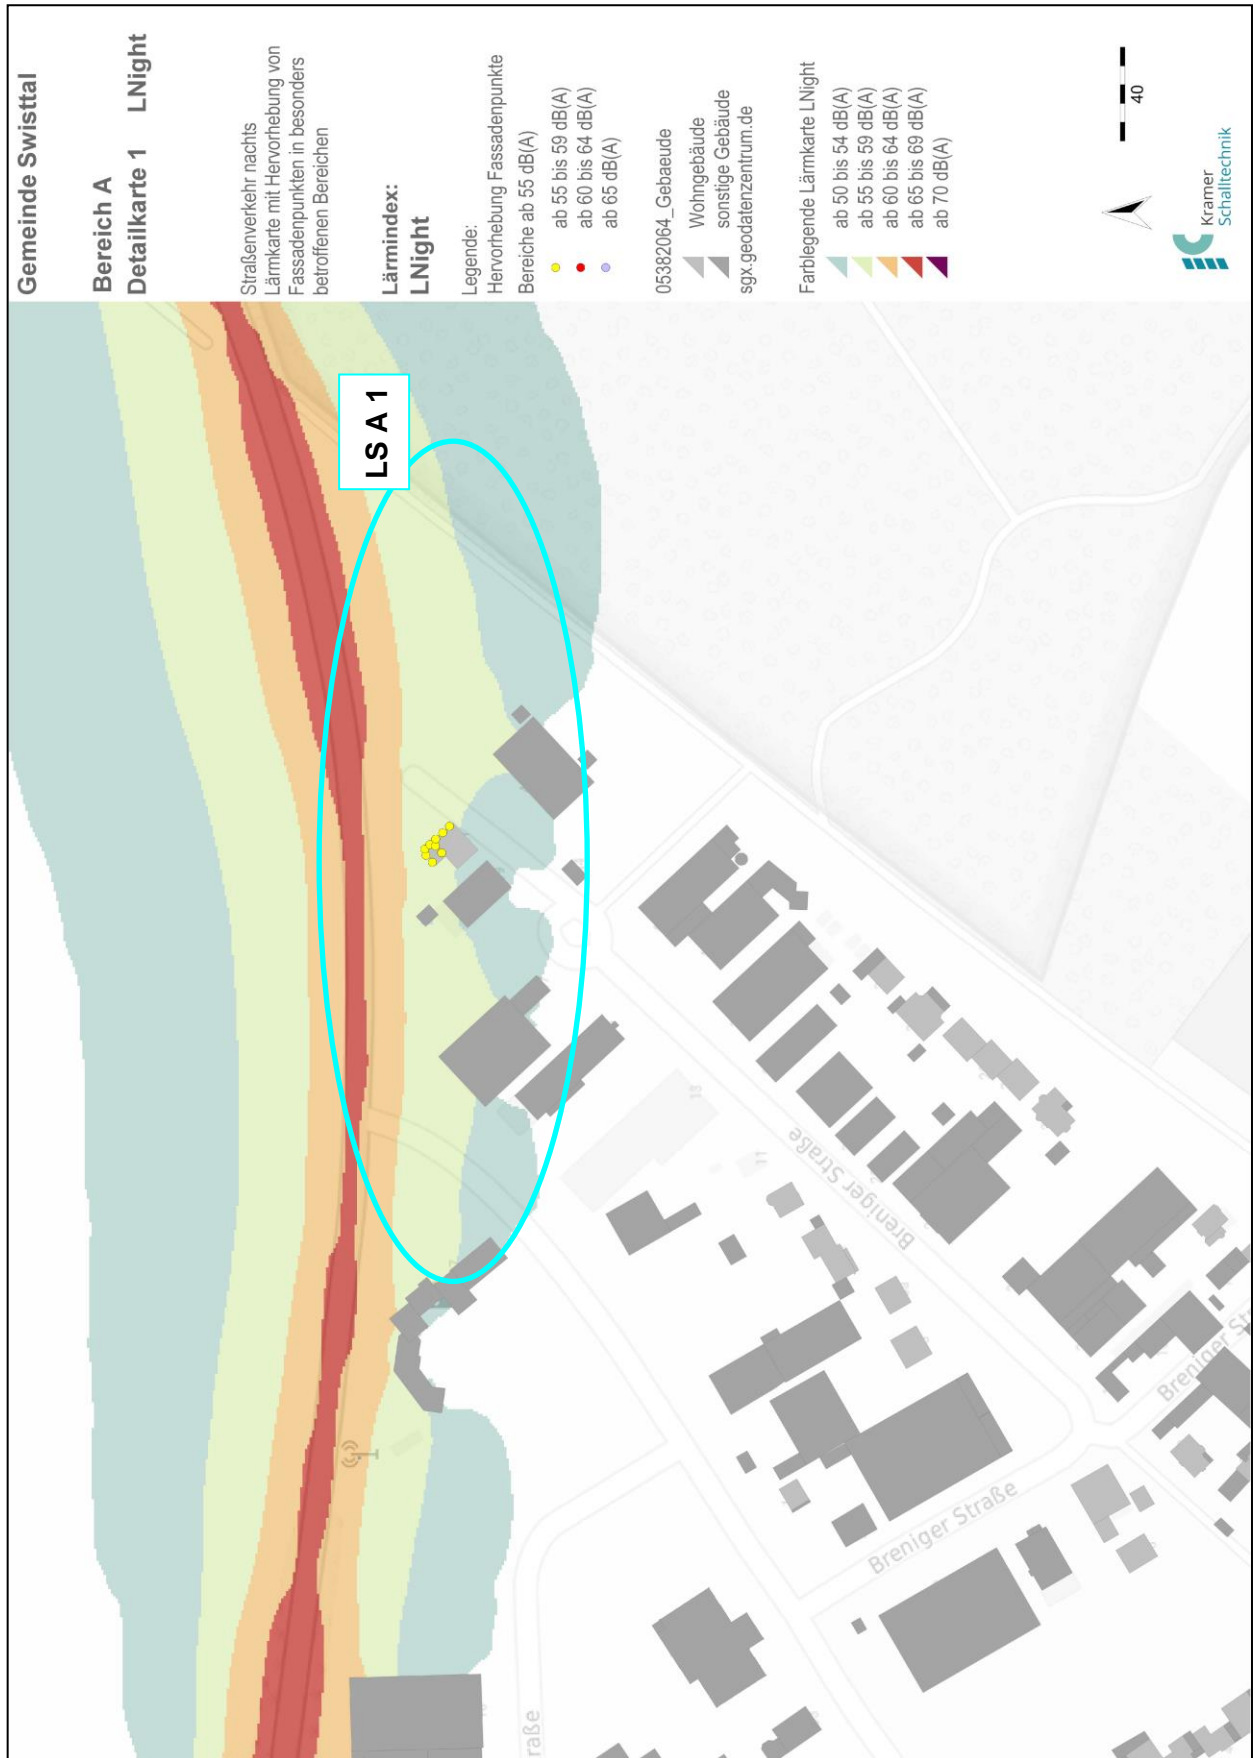 Gemeinde Swisttal
Bereich A
Detailkarte 1 LNight
Straßenverkehr nachts
Lärmkarte mit Hervorhebung von
Fassadenpunkten in besonders
betroffenen Bereichen
Lärmindex:
LNight
Legende:
Hervorhebung Fassadenpunkte
Bereiche ab 55 dB(A)
ab 55 bis 59 dB(A)
ab 60 bis 64 dB(A)
ab 65 dB(A)
05382064_Gebaeude
Wohngebäude
sonstige Gebäude
sgx.geodatenzentrum.de
Farblegende Lärmkarte LNight
ab 50 bis 54 dB(A)
ab 55 bis 59 dB(A)
ab 60 bis 64 dB(A)
ab 65 bis 69 dB(A)
ab 70 dB(A)
40
Kramer
Schalltechnik
LS A 1
Breniger Straße
Breniger Straße
Breniger St
raße
13
11